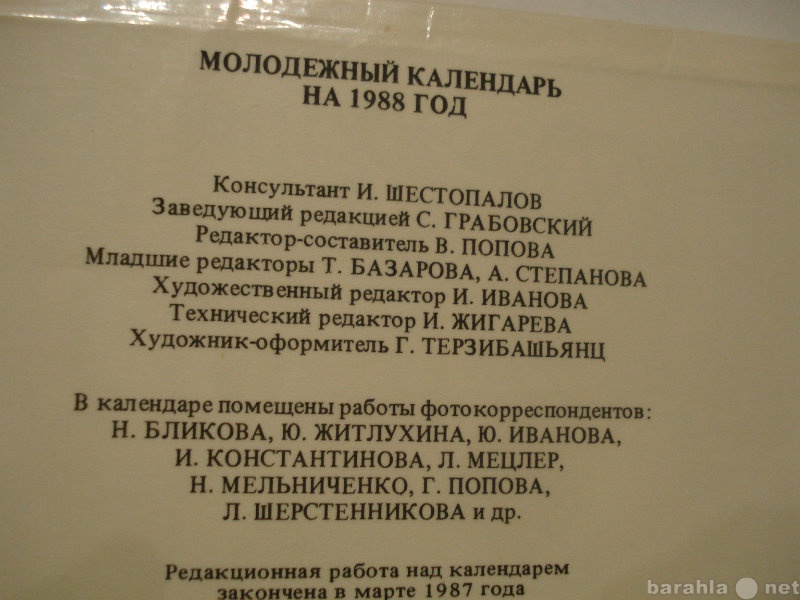 МОЛОДЕЖНЫЙ КАЛЕНДАРЬ
НА 1988 ГОД
Консультант И. ШЕСТОПАЛОВ
Заведующий редакцией С. ГРАБОВСКИЙ
Редактор-составитель В. ПОПОВА
Младшие редакторы Т. БАЗАРОВА, А. СТЕПАНОВА
Художественный редактор И. ИВАНОВА
Технический редактор И. ЖИГАРЕВА
Художник-оформитель Г. ТЕРЗИБАШЬЯНЦ
В календаре помещены работы фотокорреспондентов:
Н. БЛИКОВА, Ю. ЖИТЛУХИНА, Ю. ИВАНОВА,
И. КОНСТАНТИНОВА, Л. МЕЦЛЕР,
Н. МЕЛЬНИЧЕНКО, Г. ПОПОВА,
Л. ШЕРСТЕННИКОВА и др.
Редакционная работа над календарем
закончена в марте 1987 года
barahla net